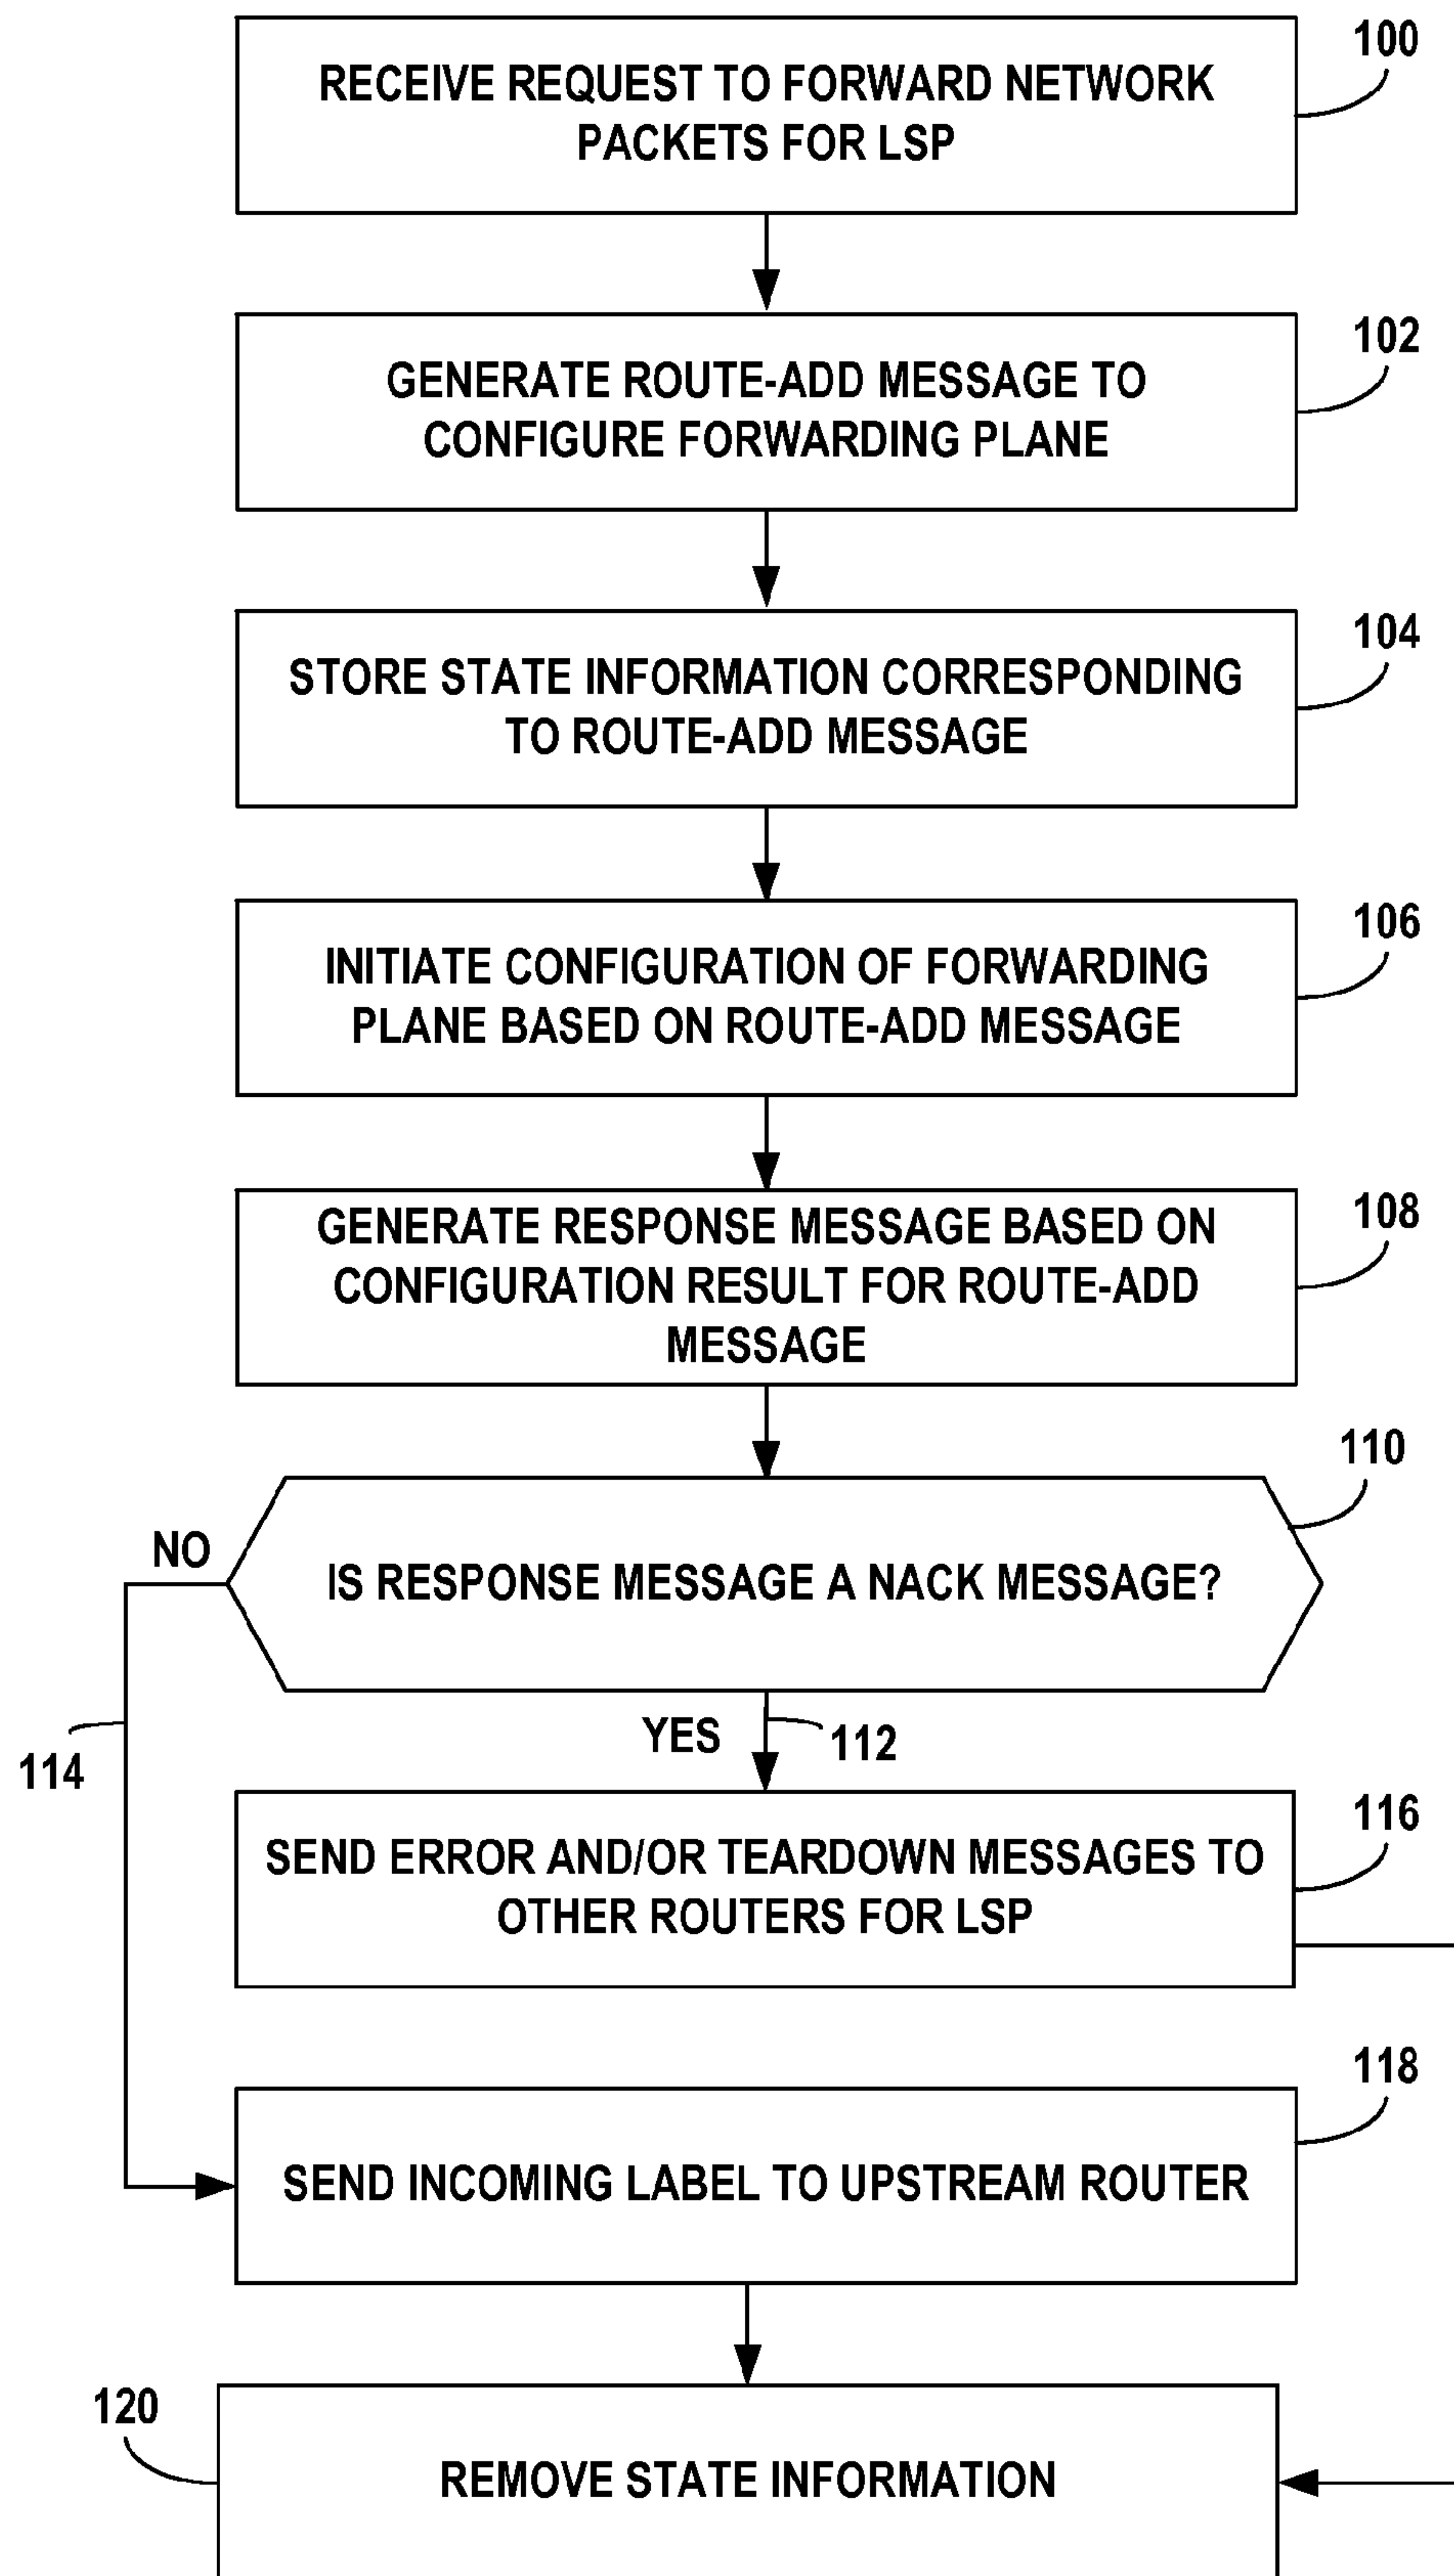 100
RECEIVE REQUEST TO FORWARD NETWORK
PACKETS FOR LSP
102
GENERATE ROUTE-ADD MESSAGE TO
CONFIGURE FORWARDING PLANE
104
STORE STATE INFORMATION CORRESPONDING
TO ROUTE-ADD MESSAGE
106
INITIATE CONFIGURATION OF FORWARDING
PLANE BASED ON ROUTE-ADD MESSAGE
108
GENERATE RESPONSE MESSAGE BASED ON
CONFIGURATION RESULT FOR ROUTE-ADD
MESSAGE
110
NO
IS RESPONSE MESSAGE A NACK MESSAGE?
YES
112
114
116
SEND ERROR AND/OR TEARDOWN MESSAGES TO
OTHER ROUTERS FOR LSP
118
SEND INCOMING LABEL TO UPSTREAM ROUTER
120
REMOVE STATE INFORMATION